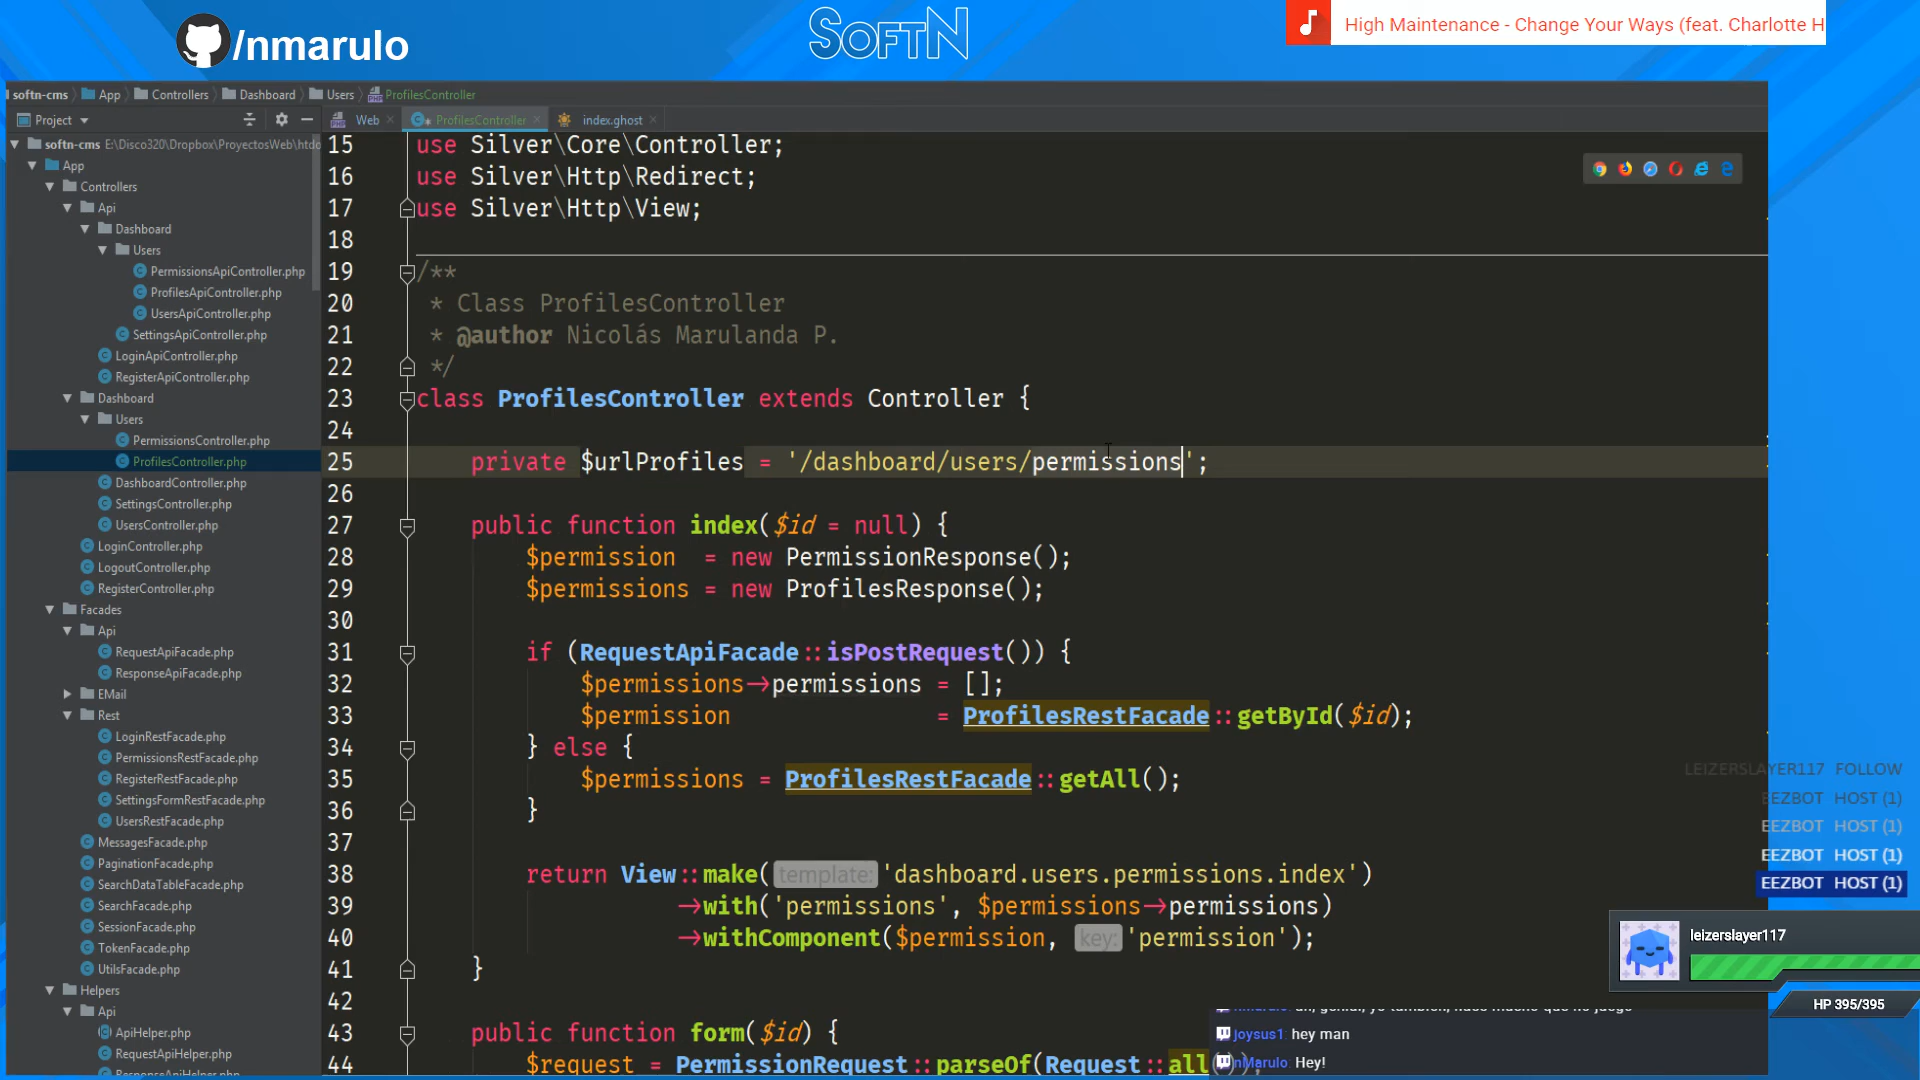 /nmarulo
SOFTN
High Maintenance - Change Your Ways (feat. Charlotte H
softn-cms
App
Controllers
Dashboard
Users
ProfilesController
Project
Web
ProfilesController
index.ghost
softn-cms E:\Disco320\Dropbox\ProyectosWeb\htdo
App
Controllers
Api
Dashboard
Users
PermissionsApiController.php
ProfilesApiController.php
UsersApiController.php
SettingsApiController.php
LoginApiController.php
RegisterApiController.php
Dashboard
Users
PermissionsController.php
ProfilesController.php
DashboardController.php
SettingsController.php
UsersController.php
LoginController.php
LogoutController.php
RegisterController.php
Facades
Api
RequestApiFacade.php
ResponseApiFacade.php
EMail
Rest
LoginRestFacade.php
PermissionsRestFacade.php
RegisterRestFacade.php
SettingsFormRestFacade.php
UsersRestFacade.php
MessagesFacade.php
PaginationFacade.php
SearchDataTableFacade.php
SearchFacade.php
SessionFacade.php
TokenFacade.php
UtilsFacade.php
Helpers
Api
ApiHelper.php
RequestApiHelper.php
ResponseApiHelper.php
15 use Silver\Core\Controller;
16 use Silver\Http\Redirect;
17 use Silver\Http\View;
18
19 /**
20 * Class ProfilesController
21 * @author Nicolás Marulanda P.
22 */
23 class ProfilesController extends Controller {
24
25 private $urlProfiles = '/dashboard/users/permissions';
26
27 public function index($id = null) {
28 $permission = new PermissionResponse();
29 $permissions = new ProfilesResponse();
30
31 if (RequestApiFacade::isPostRequest()) {
32 $permissions->permissions = [];
33 $permission = ProfilesRestFacade::getById($id);
34 } else {
35 $permissions = ProfilesRestFacade::getAll();
36 }
37
38 return View::make( template: 'dashboard.users.permissions.index')
39 ->with('permissions', $permissions->permissions)
40 ->withComponent($permission, key: 'permission');
41 }
42
43 public function form($id) {
44 $request = PermissionRequest::parseOf(Request::all());
LEIZERSLAYER117 FOLLOW
EEZBOT HOST (1)
EEZBOT HOST (1)
EEZBOT HOST (1)
EEZBOT HOST (1)
leizerslayer117
HP 395/395
joysus1: hey man
nMarulo: Hey!